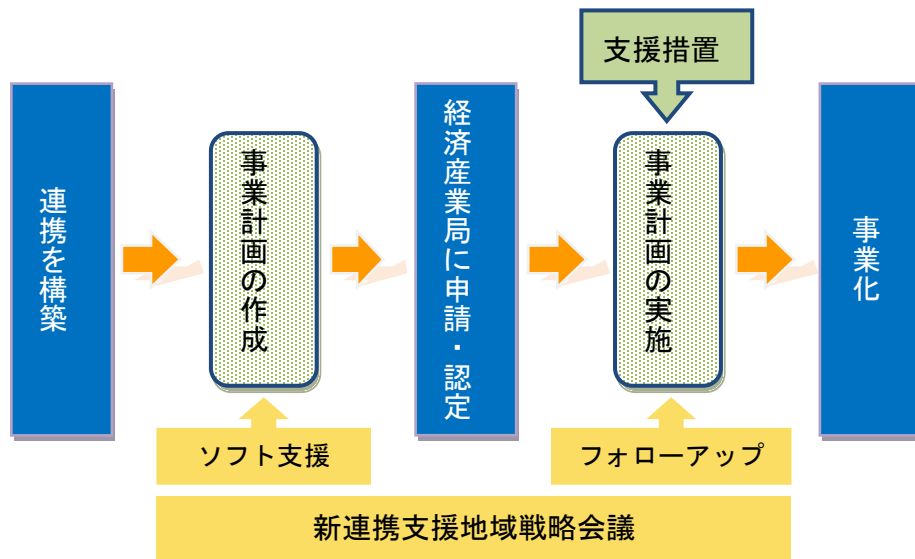 支援措置
連携を構築
事業計画の作成
経済産業局に申請・認定
事業計画の実施
事業化
ソフト支援
フォローアップ
新連携支援地域戦略会議